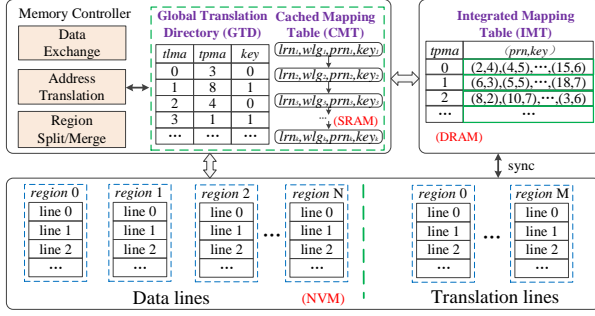 Memory Controller
Data
Exchange
Address
Translation
Region
Split/Merge
Global Translation
Directory (GTD)
tlma tpma key
0 3 0
1 8 1
2 4 0
3 1 1
... ... ...
Cached Mapping
Table (CMT)
lrn₁,wlg₁,prn₁,key₁
lrn₂,wlg₂,prn₂,key₂
lrn₃,wlg₃,prn₃,key₃
... (SRAM)
lrnₖ,wlgₖ,prnₖ,keyₖ
Integrated Mapping
Table (IMT)
tpma (prn,key)
0 (2,4),(4,5),...,(15,6)
1 (6,3),(5,5),...,(18,7)
2 (8,2),(10,7),...,(3,6)
... ...
(DRAM)
sync
region 0 region 1 region 2 region N region 0 region M
line 0 line 0 line 0 line 0 line 0 line 0
line 1 line 1 line 1 ... line 1 line 1 ... line 1
line 2 line 2 line 2 line 2 line 2 line 2
... ... ... ... ... ...
Data lines (NVM) Translation lines